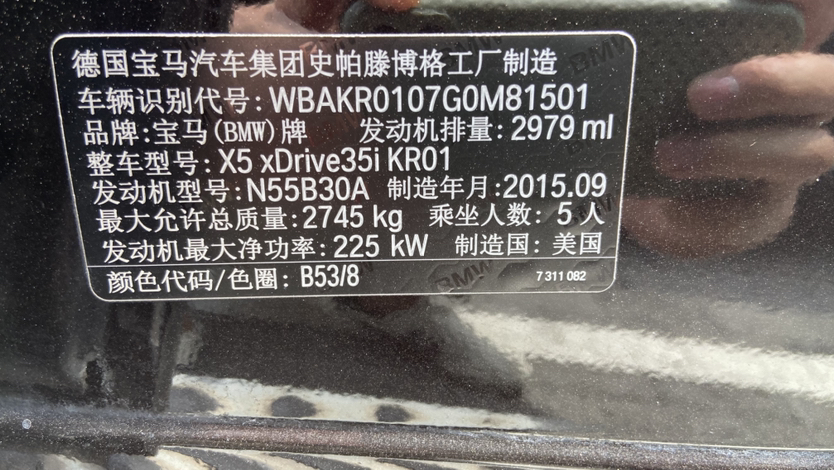 德国宝马汽车集团史帕滕博格工厂制造
车辆识别代号: WBAKR0107G0M81501
品牌: 宝马(BMW)牌 发动机排量: 2979 ml
整车型号: X5 xDrive35i KR01
发动机型号: N55B30A 制造年月: 2015.09
最大允许总质量: 2745 kg 乘坐人数: 5 人
发动机最大净功率: 225 kW 制造国: 美国
颜色代码/色圈: B53/8 7 311 082